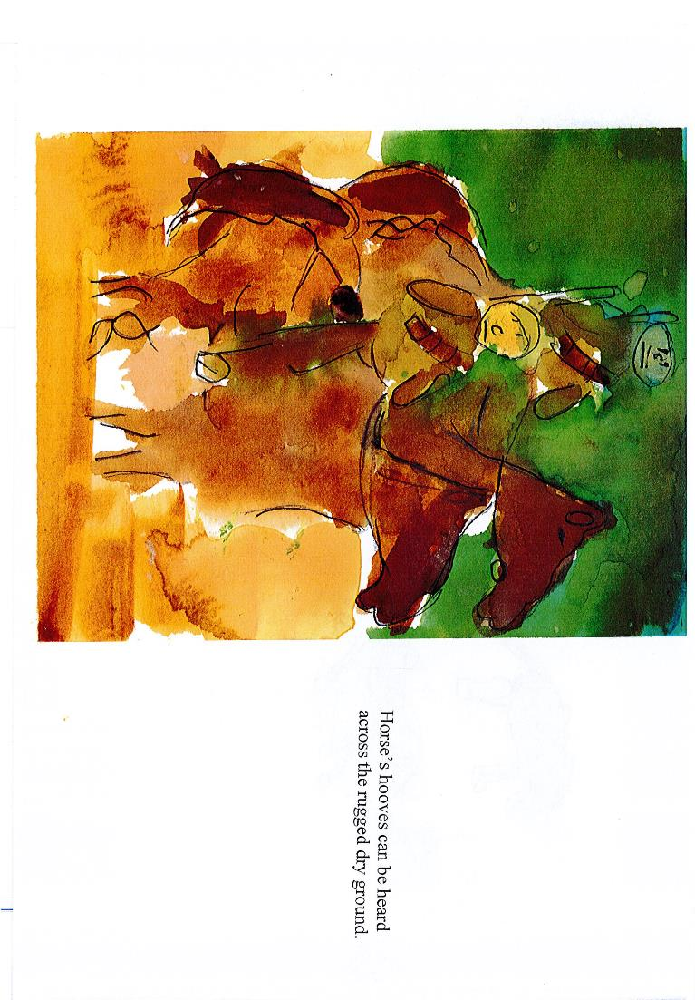 Horse’s hooves can be heard
across the rugged dry ground.